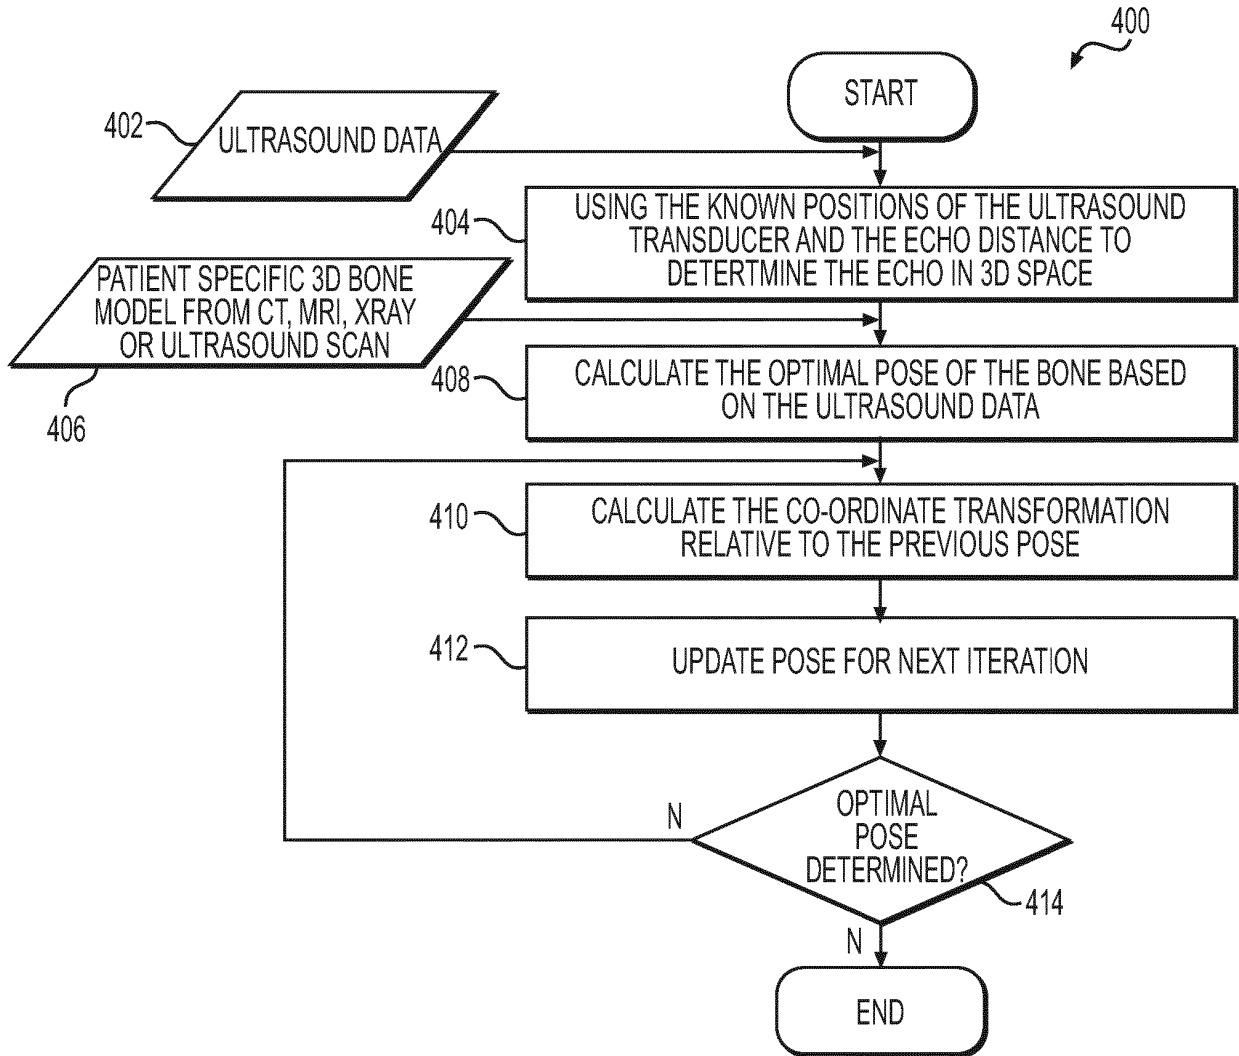 400
START
402
ULTRASOUND DATA
404
USING THE KNOWN POSITIONS OF THE ULTRASOUND
TRANSDUCER AND THE ECHO DISTANCE TO
DETERTMINE THE ECHO IN 3D SPACE
PATIENT SPECIFIC 3D BONE
MODEL FROM CT, MRI, XRAY
OR ULTRASOUND SCAN
406
408
CALCULATE THE OPTIMAL POSE OF THE BONE BASED
ON THE ULTRASOUND DATA
410
CALCULATE THE CO-ORDINATE TRANSFORMATION
RELATIVE TO THE PREVIOUS POSE
412
UPDATE POSE FOR NEXT ITERATION
N
OPTIMAL
POSE
DETERMINED?
414
N
END